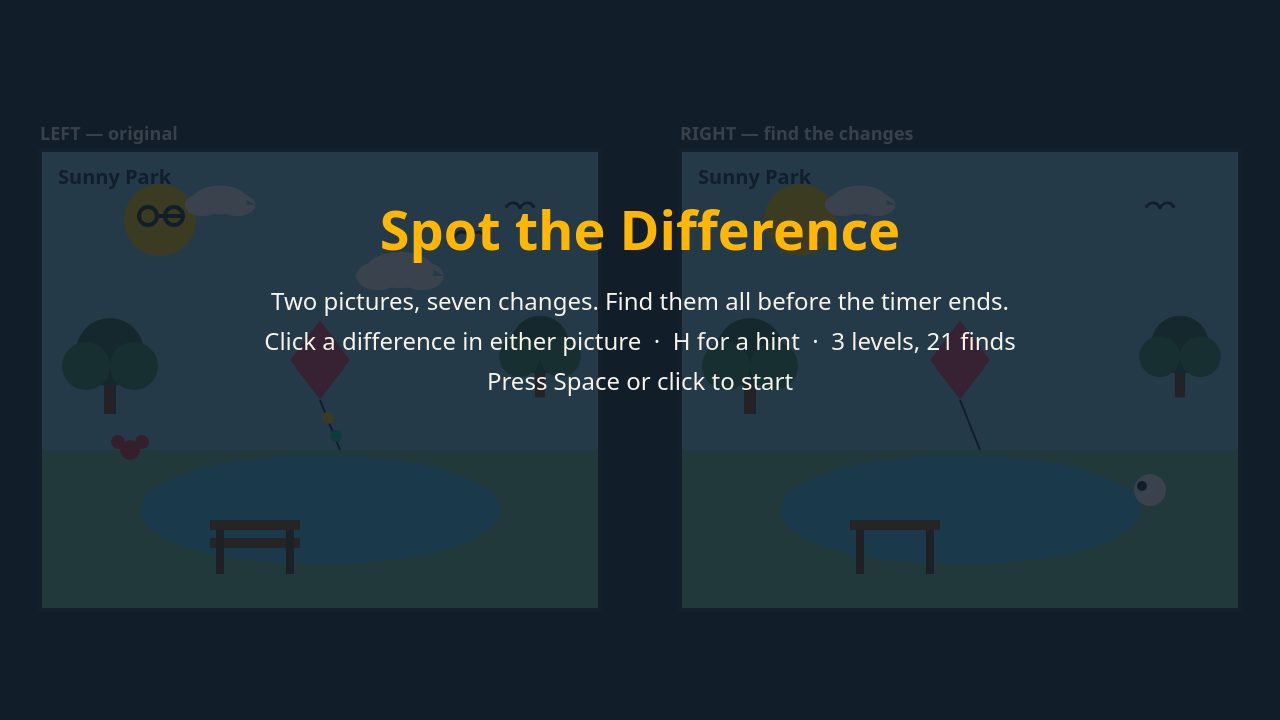 LEFT — original
RIGHT — find the changes
Sunny Park
Sunny Park
Spot the Difference
Two pictures, seven changes. Find them all before the timer ends.
Click a difference in either picture · H for a hint · 3 levels, 21 finds
Press Space or click to start